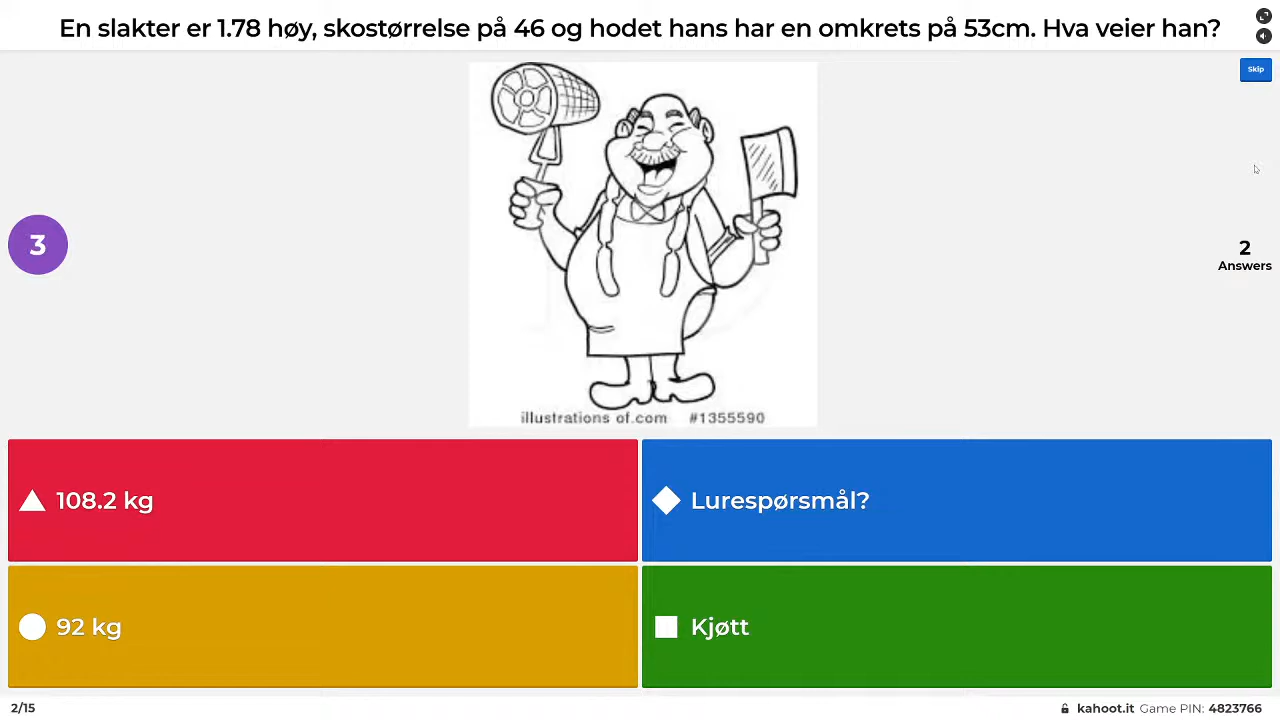 En slakter er 1.78 høy, skostørrelse på 46 og hodet hans har en omkrets på 53cm. Hva veier han?
Skip
3
2
Answers
illustrations of.com #1355590
108.2 kg
Lurespørsmål?
92 kg
Kjøtt
2/15
kahoot.it Game PIN: 4823766